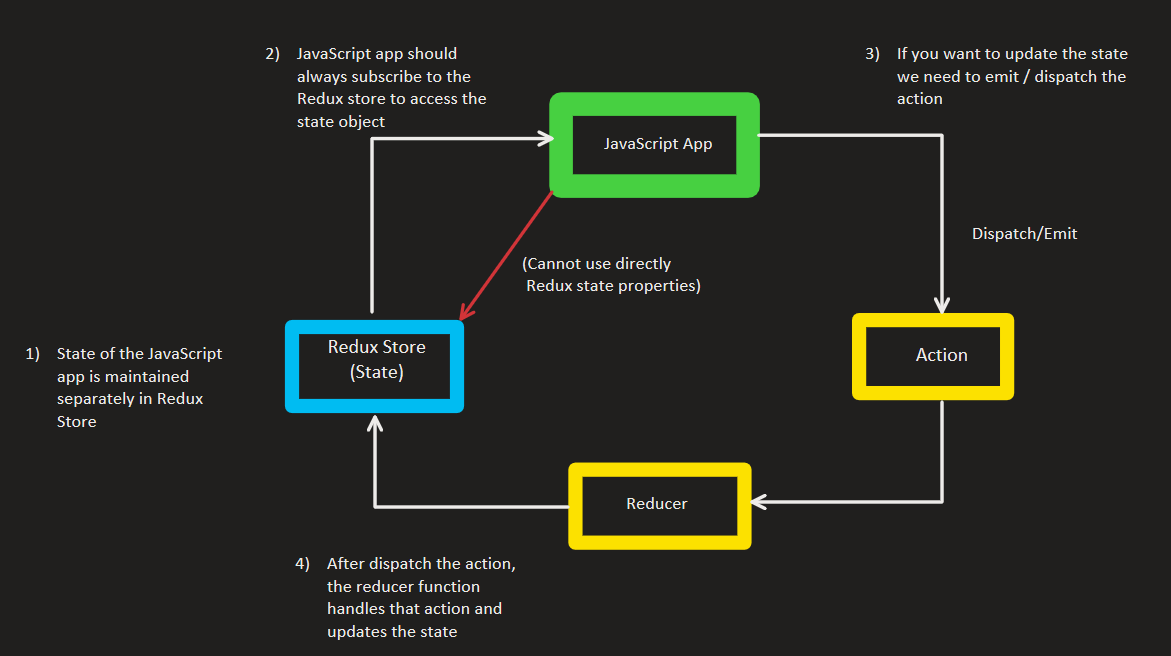 2) JavaScript app should
always subscribe to the
Redux store to access the
state object
3) If you want to update the state
we need to emit / dispatch the
action
JavaScript App
Dispatch/Emit
(Cannot use directly
Redux state properties)
1) State of the JavaScript
app is maintained
separately in Redux
Store
Redux Store
(State)
Action
Reducer
4) After dispatch the action,
the reducer function
handles that action and
updates the state